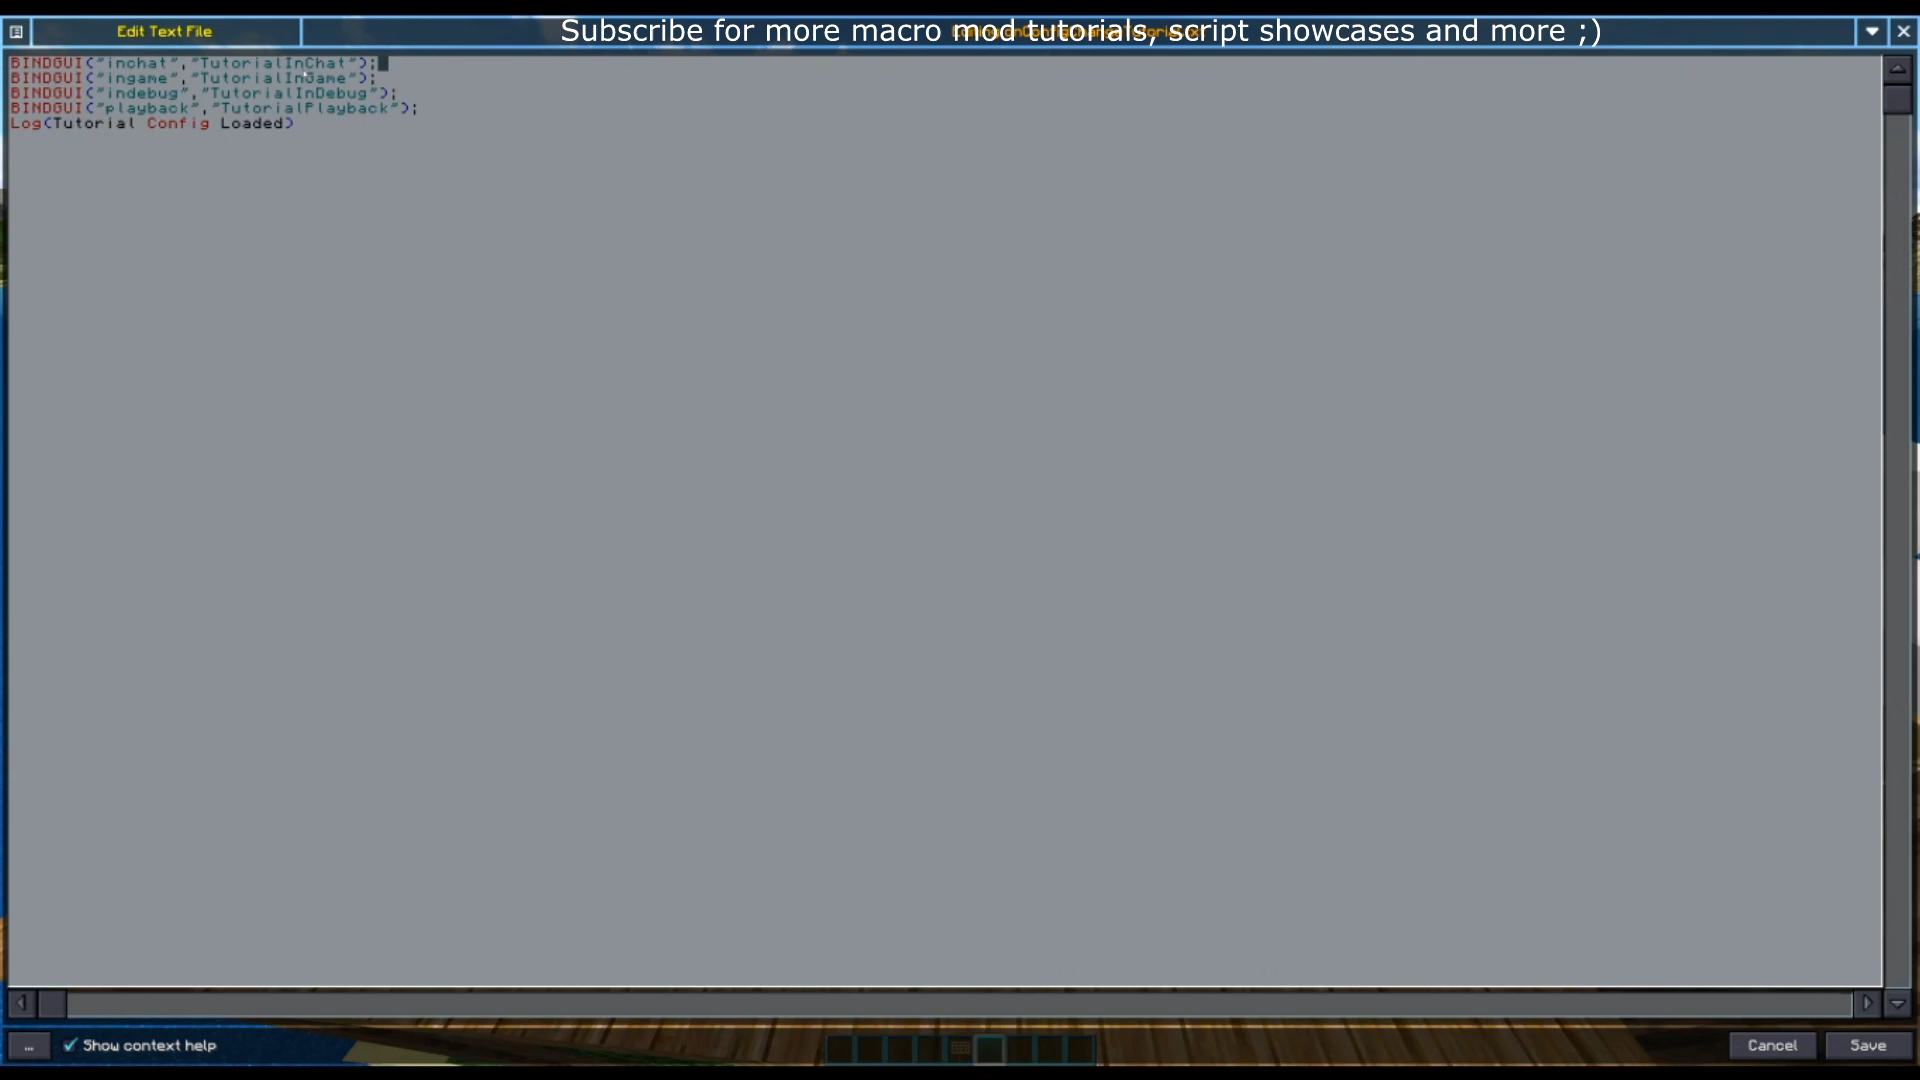 Edit Text File
Subscribe for more macro mod tutorials, script showcases and more ;)
BINDGUI("inchat","TutorialInChat");
BINDGUI("ingame","TutorialInGame");
BINDGUI("indebug","TutorialInDebug");
BINDGUI("playback","TutorialPlayback");
Log(Tutorial Config Loaded)
...
Show context help
Cancel
Save